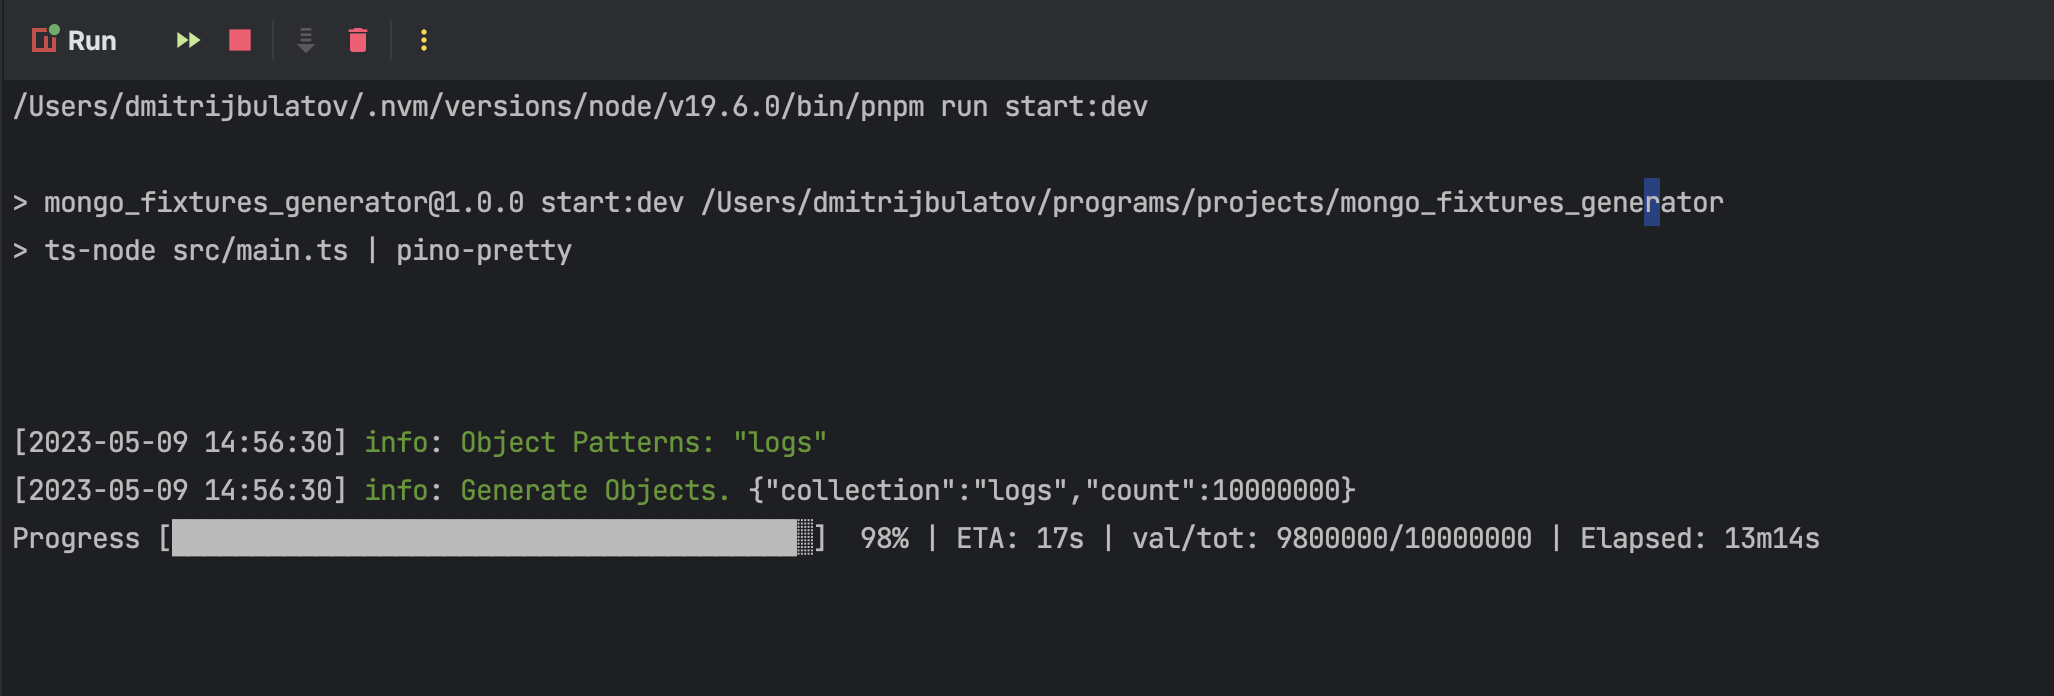 Run
/Users/dmitrijbulatov/.nvm/versions/node/v19.6.0/bin/pnpm run start:dev
> mongo_fixtures_generator@1.0.0 start:dev /Users/dmitrijbulatov/programs/projects/mongo_fixtures_generator
> ts-node src/main.ts | pino-pretty
[2023-05-09 14:56:30] info: Object Patterns: "logs"
[2023-05-09 14:56:30] info: Generate Objects. {"collection":"logs","count":10000000}
Progress [███████████████████████████████████████░] 98% | ETA: 17s | val/tot: 9800000/10000000 | Elapsed: 13m14s